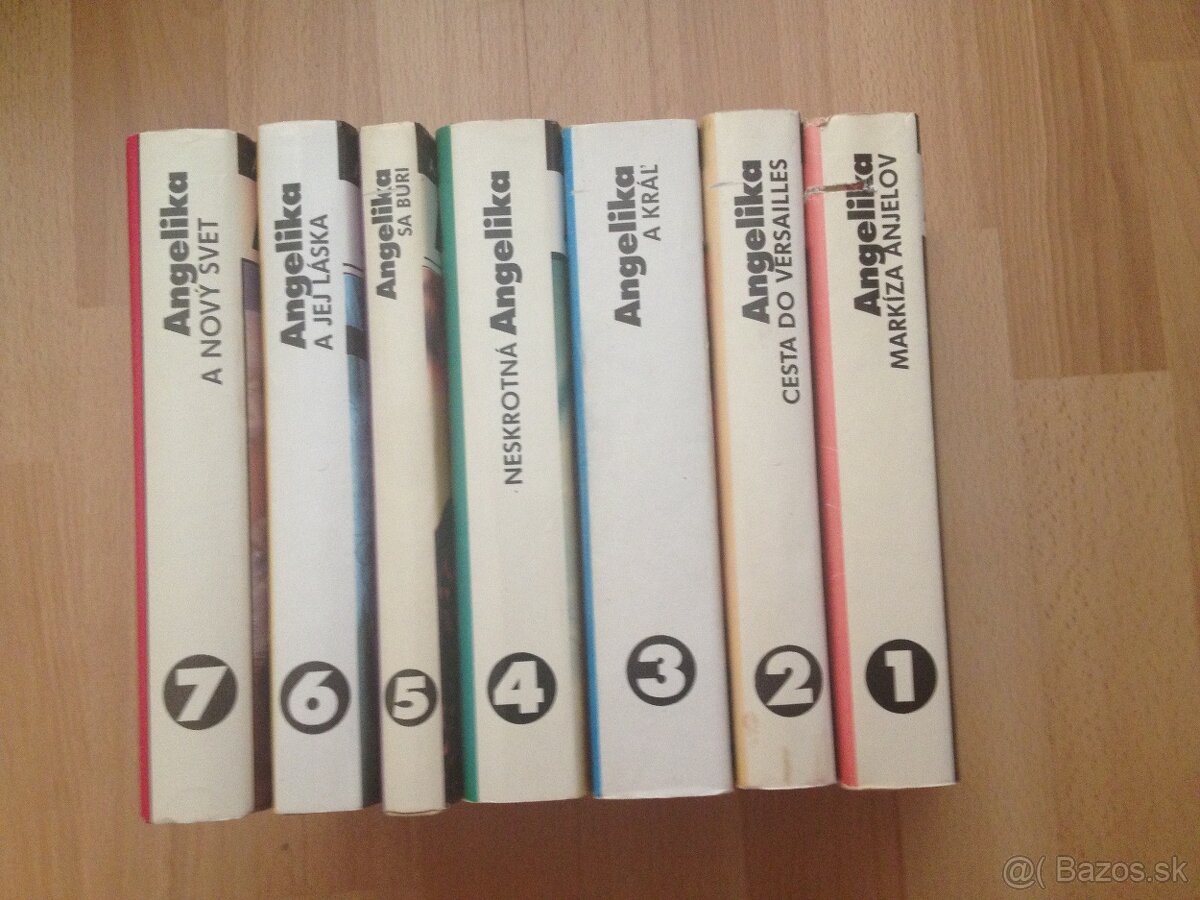 Angelika
A NOVÝ SVET
7
Angelika
A JEJ LÁSKA
6
Angelika
SA BÚRI
5
NESKROTNÁ Angelika
4
Angelika
A KRÁĽ
3
Angelika
CESTA DO VERSAILLES
2
Angelika
MARKÍZA ANJELOV
1
@( Bazos.sk